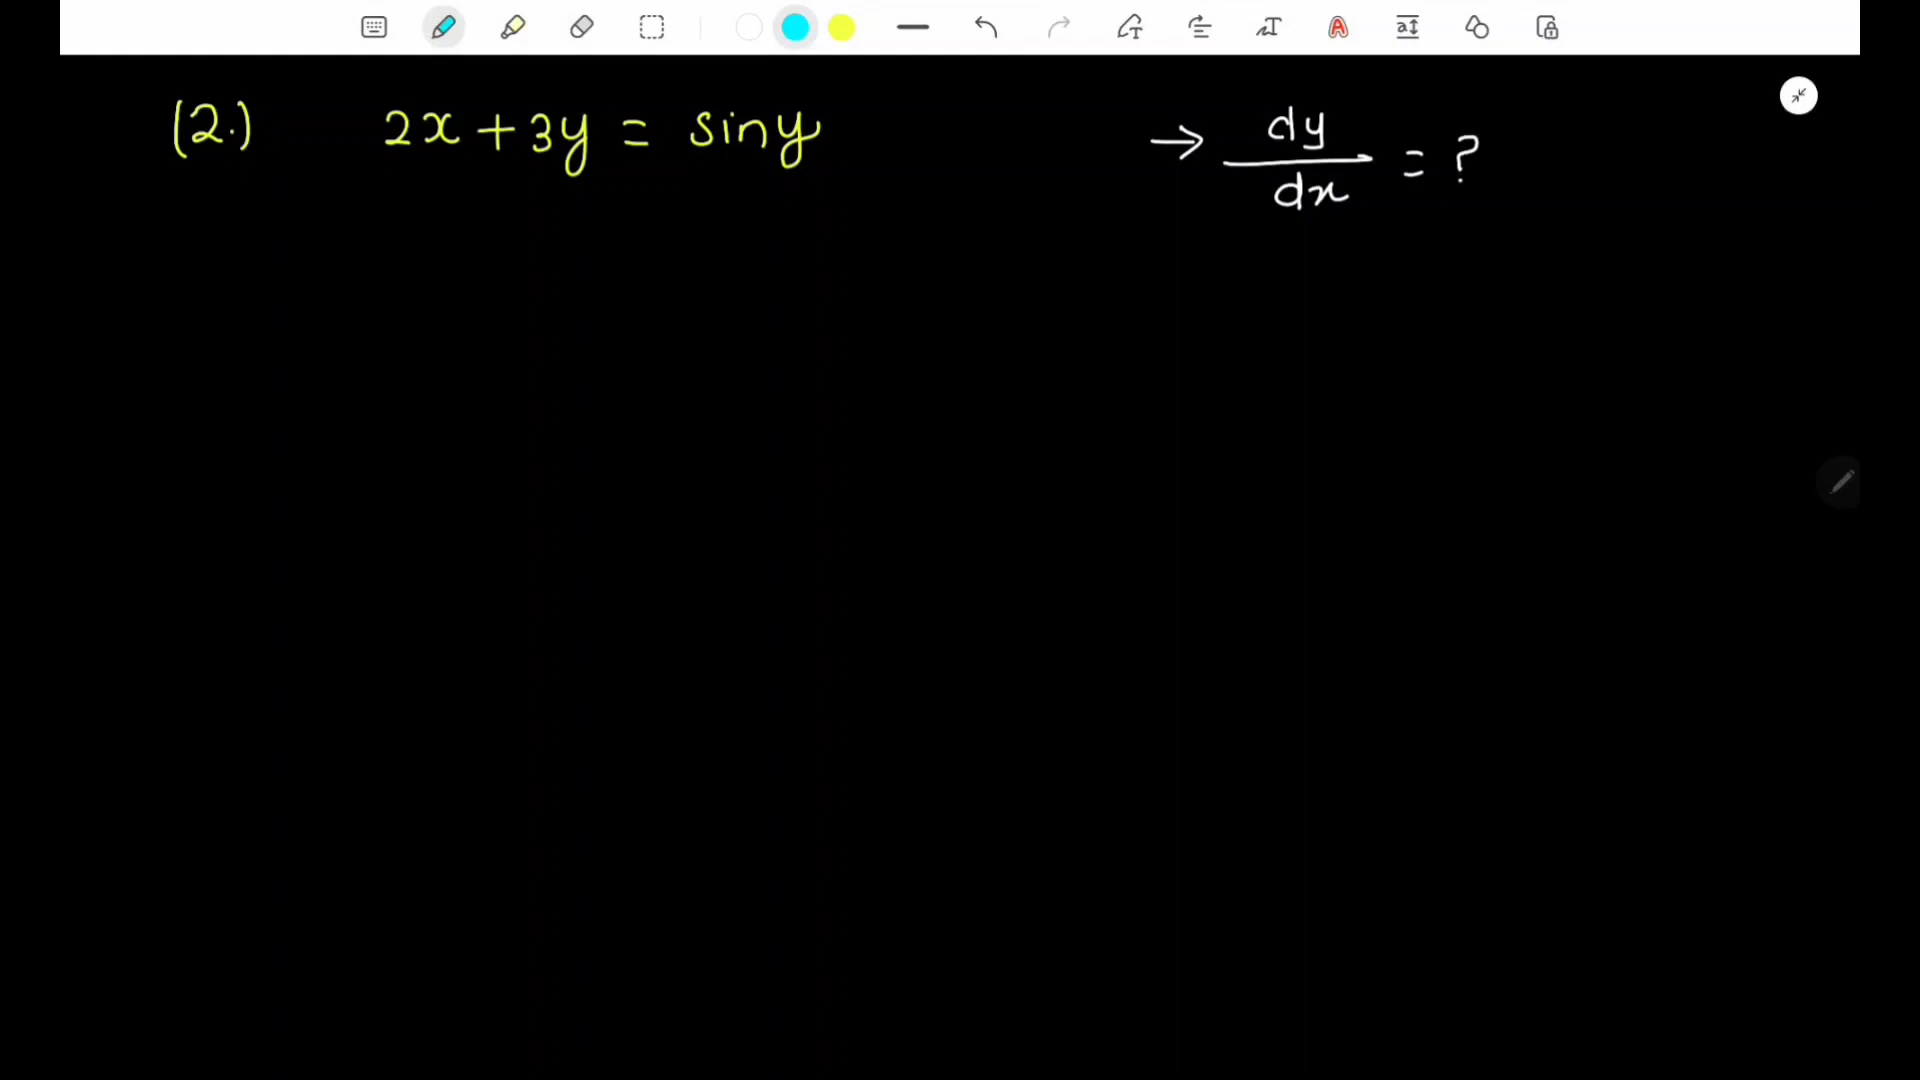 (2.) 2x + 3y = siny → dy/dx = ?